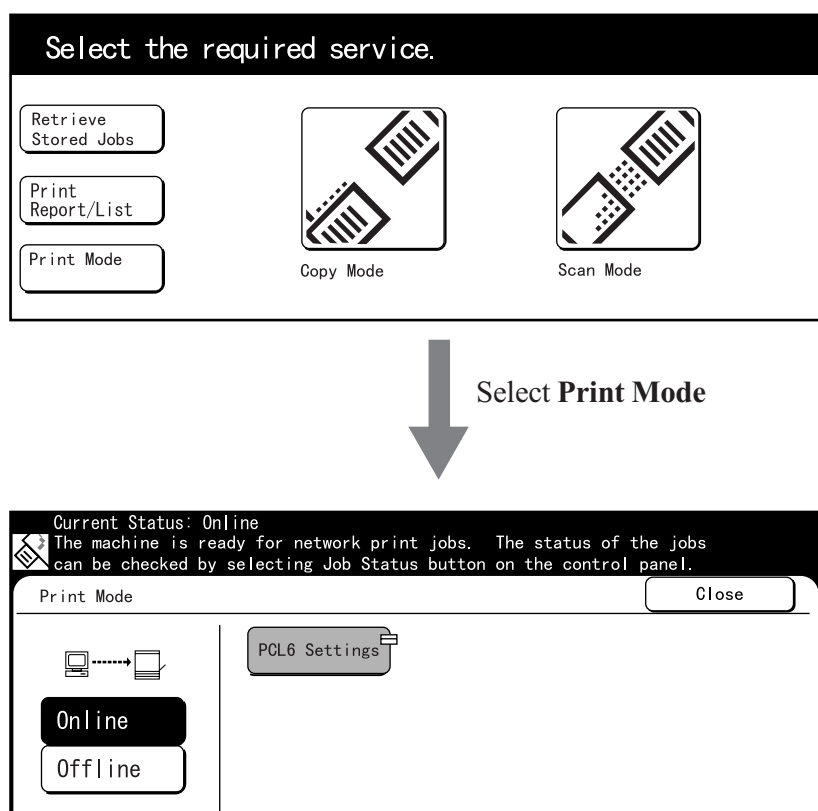 Select the required service.
Retrieve
Stored Jobs
Print
Report/List
Print Mode
Copy Mode
Scan Mode
Select Print Mode
Current Status: Online
The machine is ready for network print jobs. The status of the jobs
can be checked by selecting Job Status button on the control panel.
Print Mode
Close
PCL6 Settings
Online
Offline